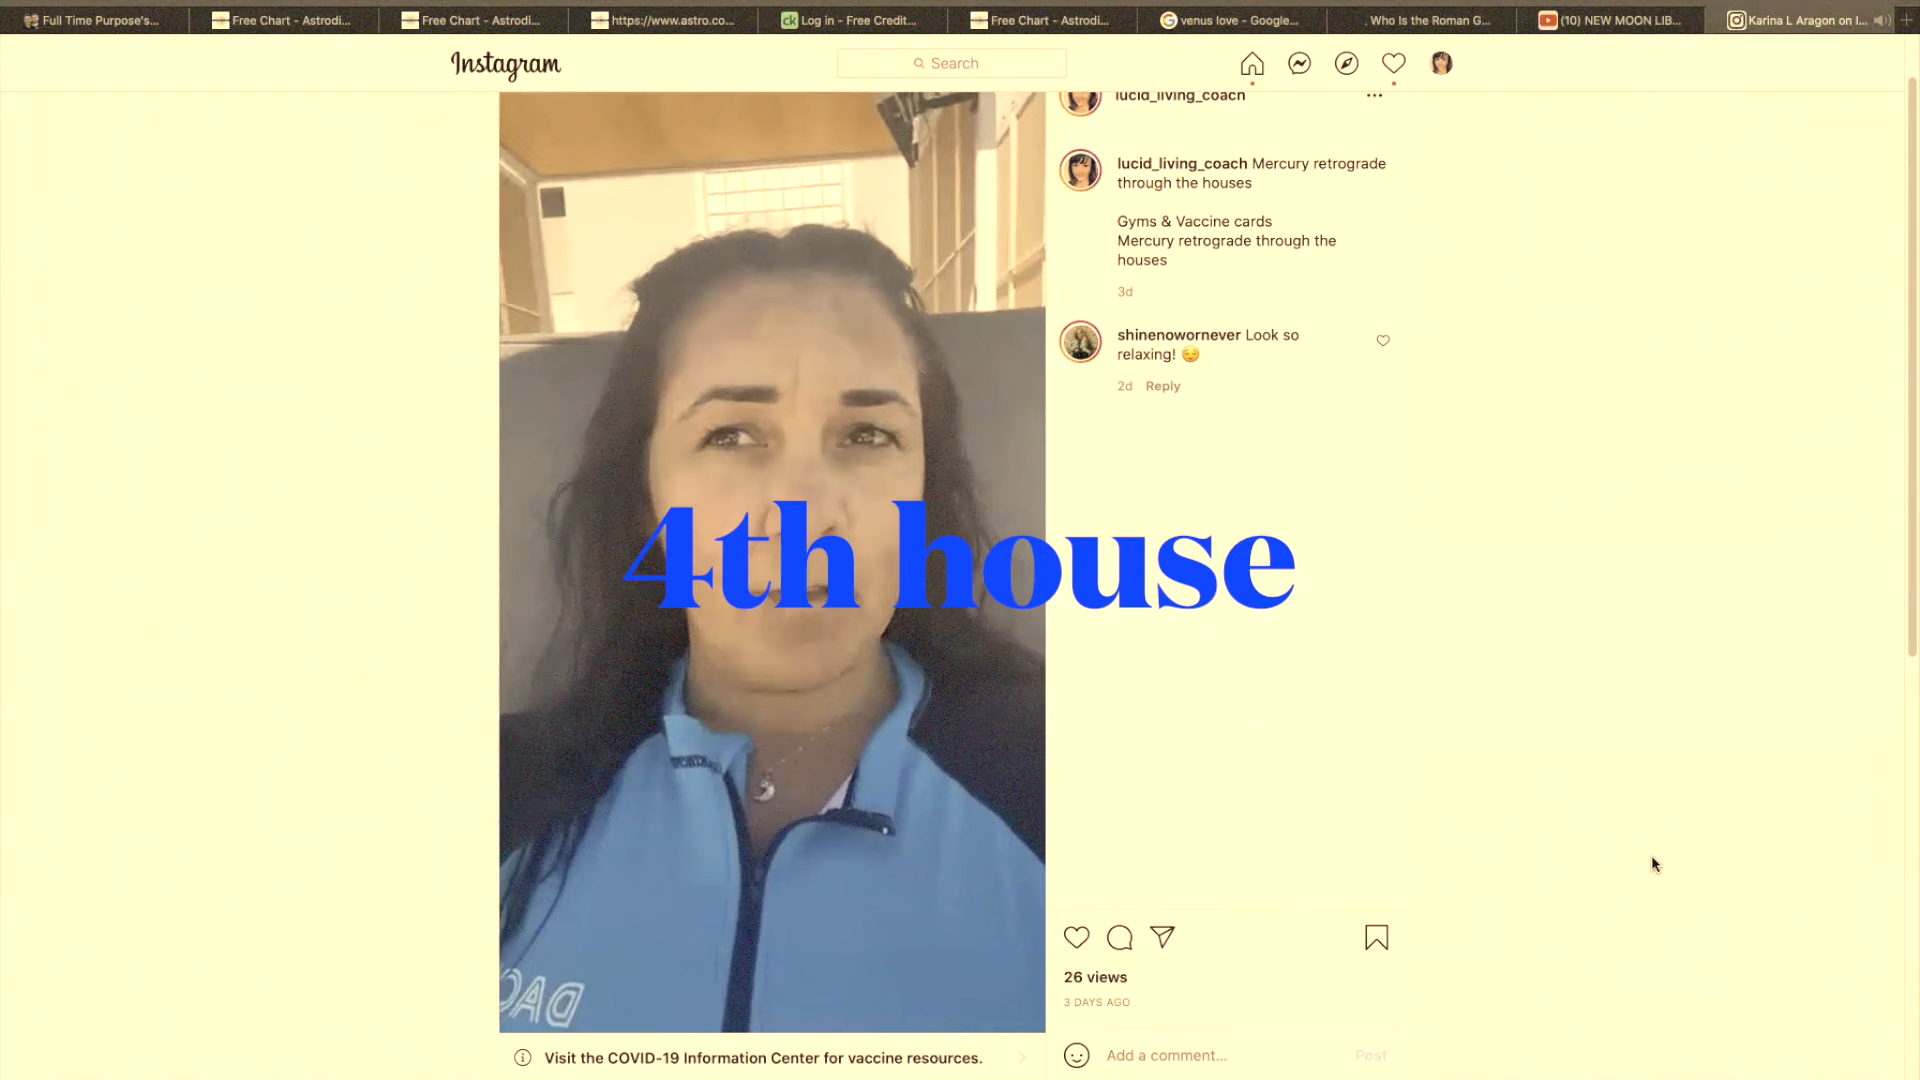 Full Time Purpose's...
Free Chart - Astrodi...
Free Chart - Astrodi...
https://www.astro.co...
ck Log in - Free Credit...
Free Chart - Astrodi...
venus love - Google...
. Who Is the Roman G...
(10) NEW MOON LIB...
Karina L Aragon on I...
Instagram
Search
lucid_living_coach
lucid_living_coach Mercury retrograde
through the houses
Gyms & Vaccine cards
Mercury retrograde through the
houses
3d
shinenowornever Look so
relaxing! 😌
2d Reply
4th house
26 views
3 DAYS AGO
Visit the COVID-19 Information Center for vaccine resources.
Add a comment...
Post